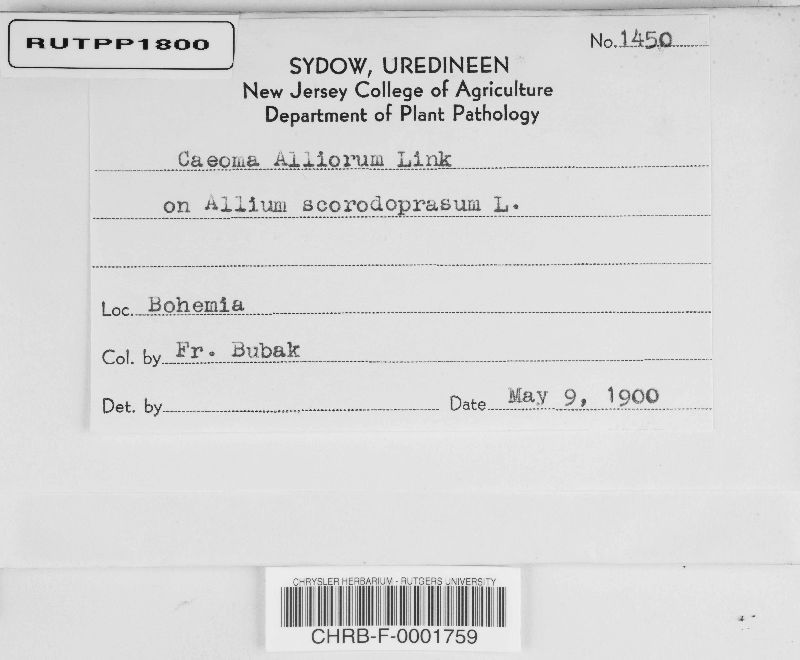 RUTPP1800
No. 1450
SYDOW, UREDINEEN
New Jersey College of Agriculture
Department of Plant Pathology
Caeoma Alliorum Link
on Allium scorodoprasum L.
Loc. Bohemia
Col. by Fr. Bubak
Det. by
Date May 9, 1900
CHRYSLER HERBARIUM - RUTGERS UNIVERSITY
CHRB-F-0001759